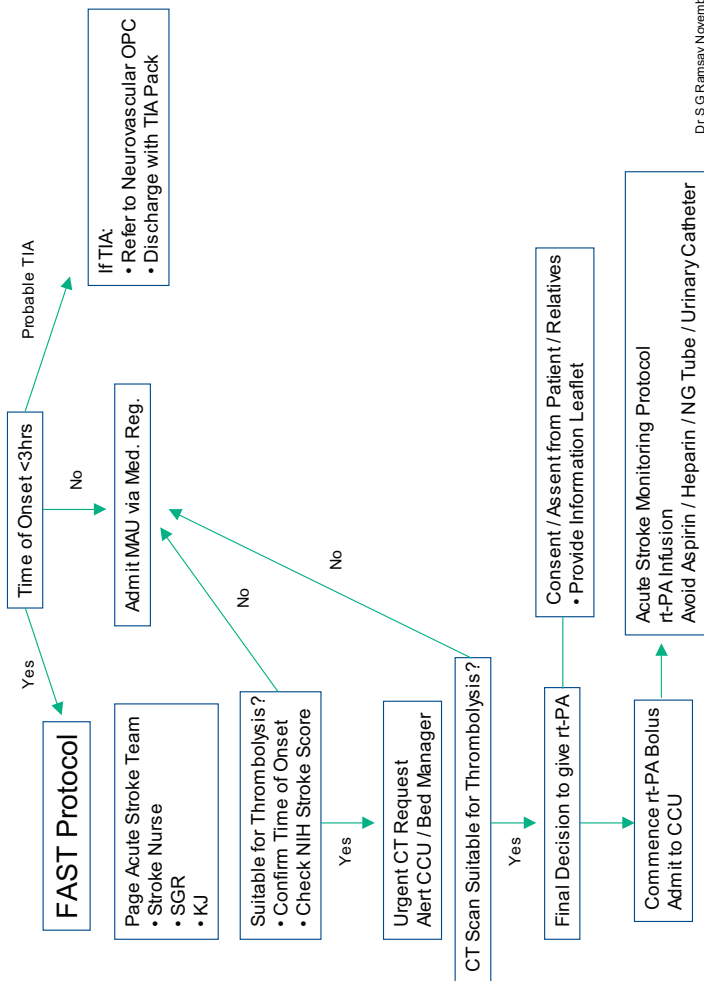 Time of Onset <3hrs
Yes
No
Probable TIA
FAST Protocol
Admit MAU via Med. Reg.
If TIA:
• Refer to Neurovascular OPC
• Discharge with TIA Pack
Page Acute Stroke Team
• Stroke Nurse
• SGR
• KJ
Suitable for Thrombolysis?
• Confirm Time of Onset
• Check NIH Stroke Score
No
Yes
No
Urgent CT Request
Alert CCU / Bed Manager
CT Scan Suitable for Thrombolysis?
Yes
Final Decision to give rt-PA
Consent / Assent from Patient / Relatives
• Provide Information Leaflet
Commence rt-PA Bolus
Admit to CCU
Acute Stroke Monitoring Protocol
rt-PA Infusion
Avoid Aspirin / Heparin / NG Tube / Urinary Catheter
Dr S G Ramsay